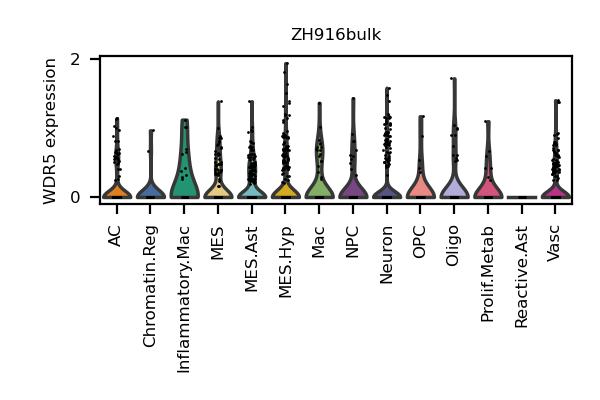 ZH916bulk
WDR5 expression
2
0
AC
Chromatin.Reg
Inflammatory.Mac
MES
MES.Ast
MES.Hyp
Mac
NPC
Neuron
OPC
Oligo
Prolif.Metab
Reactive.Ast
Vasc